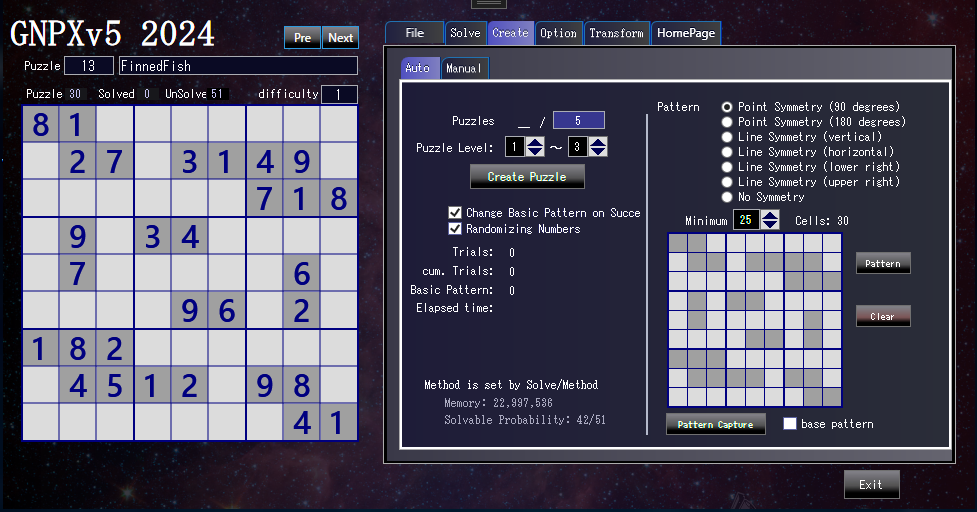 GNPXv5 2024
Pre Next
Puzzle 13 FinnedFish
Puzzle 30 Solved 0 UnSolve 51 difficulty 1
8 1
2 7 3 1 4 9
7 1 8
9 3 4
7 6
9 6 2
1 8 2
4 5 1 2 9 8
4 1
File Solve Create Option Transform HomePage
Auto Manual
Puzzles __ / 5
Puzzle Level: 1 ～ 3
Create Puzzle
Change Basic Pattern on Succe
Randomizing Numbers
Trials: 0
cum. Trials: 0
Basic Pattern: 0
Elapsed time:
Method is set by Solve/Method
Memory: 22,997,536
Solvable Probability: 42/51
Pattern
Point Symmetry (90 degrees)
Point Symmetry (180 degrees)
Line Symmetry (vertical)
Line Symmetry (horizontal)
Line Symmetry (lower right)
Line Symmetry (upper right)
No Symmetry
Minimum 25 Cells: 30
Pattern
Clear
Pattern Capture
base pattern
Exit